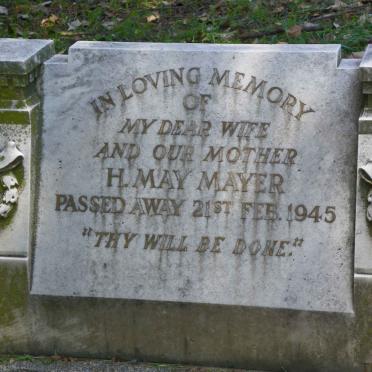 IN LOVING MEMORY
OF
MY DEAR WIFE
AND OUR MOTHER
H. MAY MAYER
PASSED AWAY 21ST FEB. 1945
"THY WILL BE DONE."